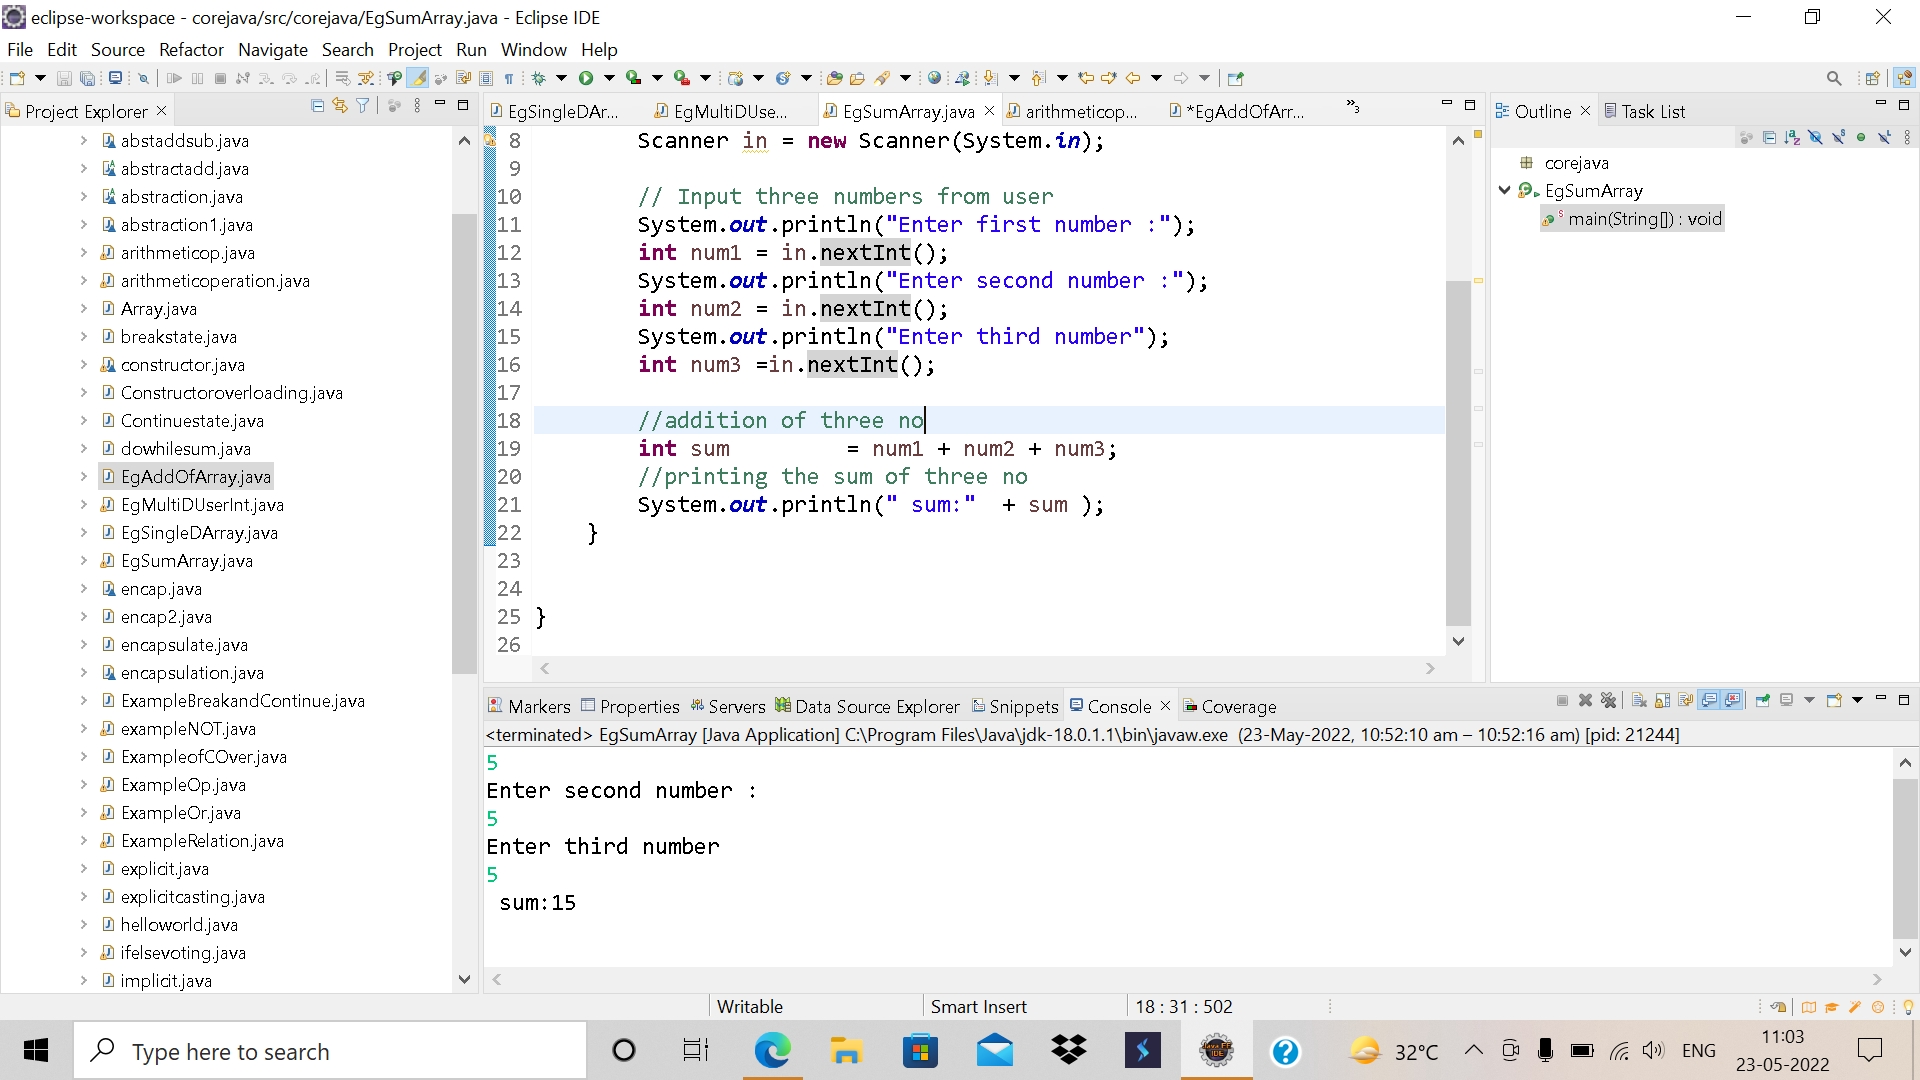 eclipse-workspace - corejava/src/corejava/EgSumArray.java - Eclipse IDE
File Edit Source Refactor Navigate Search Project Run Window Help
Project Explorer
abstaddsub.java
abstractadd.java
abstraction.java
abstraction1.java
arithmeticop.java
arithmeticoperation.java
Array.java
breakstate.java
constructor.java
Constructoroverloading.java
Continuestate.java
dowhilesum.java
EgAddOfArray.java
EgMultiDUserInt.java
EgSingleDArray.java
EgSumArray.java
encap.java
encap2.java
encapsulate.java
encapsulation.java
ExampleBreakandContinue.java
exampleNOT.java
ExampleofCOver.java
ExampleOp.java
ExampleOr.java
ExampleRelation.java
explicit.java
explicitcasting.java
helloworld.java
ifelsevoting.java
implicit.java
EgSingleDAr... EgMultiDUse... EgSumArray.java arithmeticop... *EgAddOfArr... »3
8 Scanner in = new Scanner(System.in);
9
10 // Input three numbers from user
11 System.out.println("Enter first number :");
12 int num1 = in.nextInt();
13 System.out.println("Enter second number :");
14 int num2 = in.nextInt();
15 System.out.println("Enter third number");
16 int num3 =in.nextInt();
17
18 //addition of three no
19 int sum         = num1 + num2 + num3;
20 //printing the sum of three no
21 System.out.println(" sum:"  + sum );
22 }
23
24
25 }
26
Outline Task List
corejava
EgSumArray
main(String[]) : void
Markers Properties Servers Data Source Explorer Snippets Console Coverage
<terminated> EgSumArray [Java Application] C:\Program Files\Java\jdk-18.0.1.1\bin\javaw.exe (23-May-2022, 10:52:10 am – 10:52:16 am) [pid: 21244]
5
Enter second number :
5
Enter third number
5
 sum:15
Writable Smart Insert 18 : 31 : 502
Type here to search
32°C ENG
11:03
23-05-2022